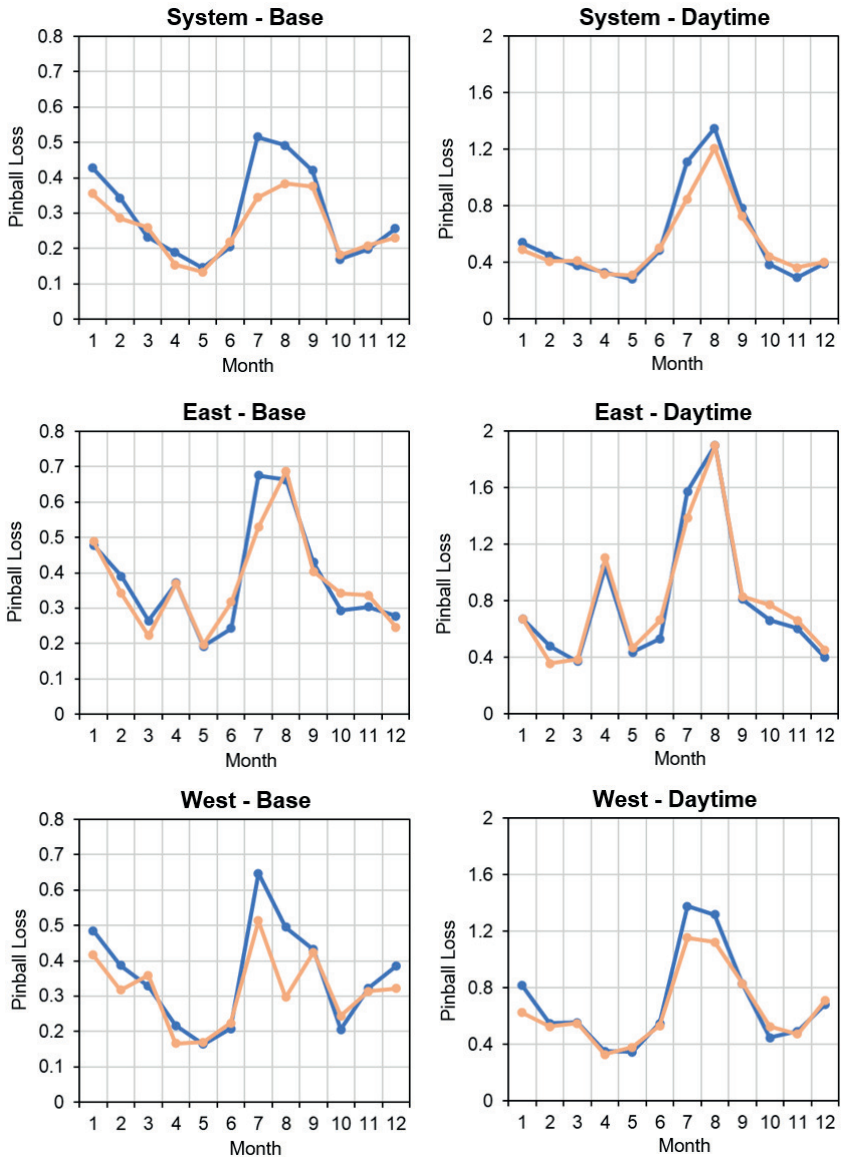 System - Base
0.8
0.7
0.6
0.5
0.4
0.3
0.2
0.1
0
Pinball Loss
1 2 3 4 5 6 7 8 9 10 11 12
Month
System - Daytime
2
1.6
1.2
0.8
0.4
0
Pinball Loss
1 2 3 4 5 6 7 8 9 10 11 12
Month
East - Base
0.8
0.7
0.6
0.5
0.4
0.3
0.2
0.1
0
Pinball Loss
1 2 3 4 5 6 7 8 9 10 11 12
Month
East - Daytime
2
1.6
1.2
0.8
0.4
0
Pinball Loss
1 2 3 4 5 6 7 8 9 10 11 12
Month
West - Base
0.8
0.7
0.6
0.5
0.4
0.3
0.2
0.1
0
Pinball Loss
1 2 3 4 5 6 7 8 9 10 11 12
Month
West - Daytime
2
1.6
1.2
0.8
0.4
0
Pinball Loss
1 2 3 4 5 6 7 8 9 10 11 12
Month